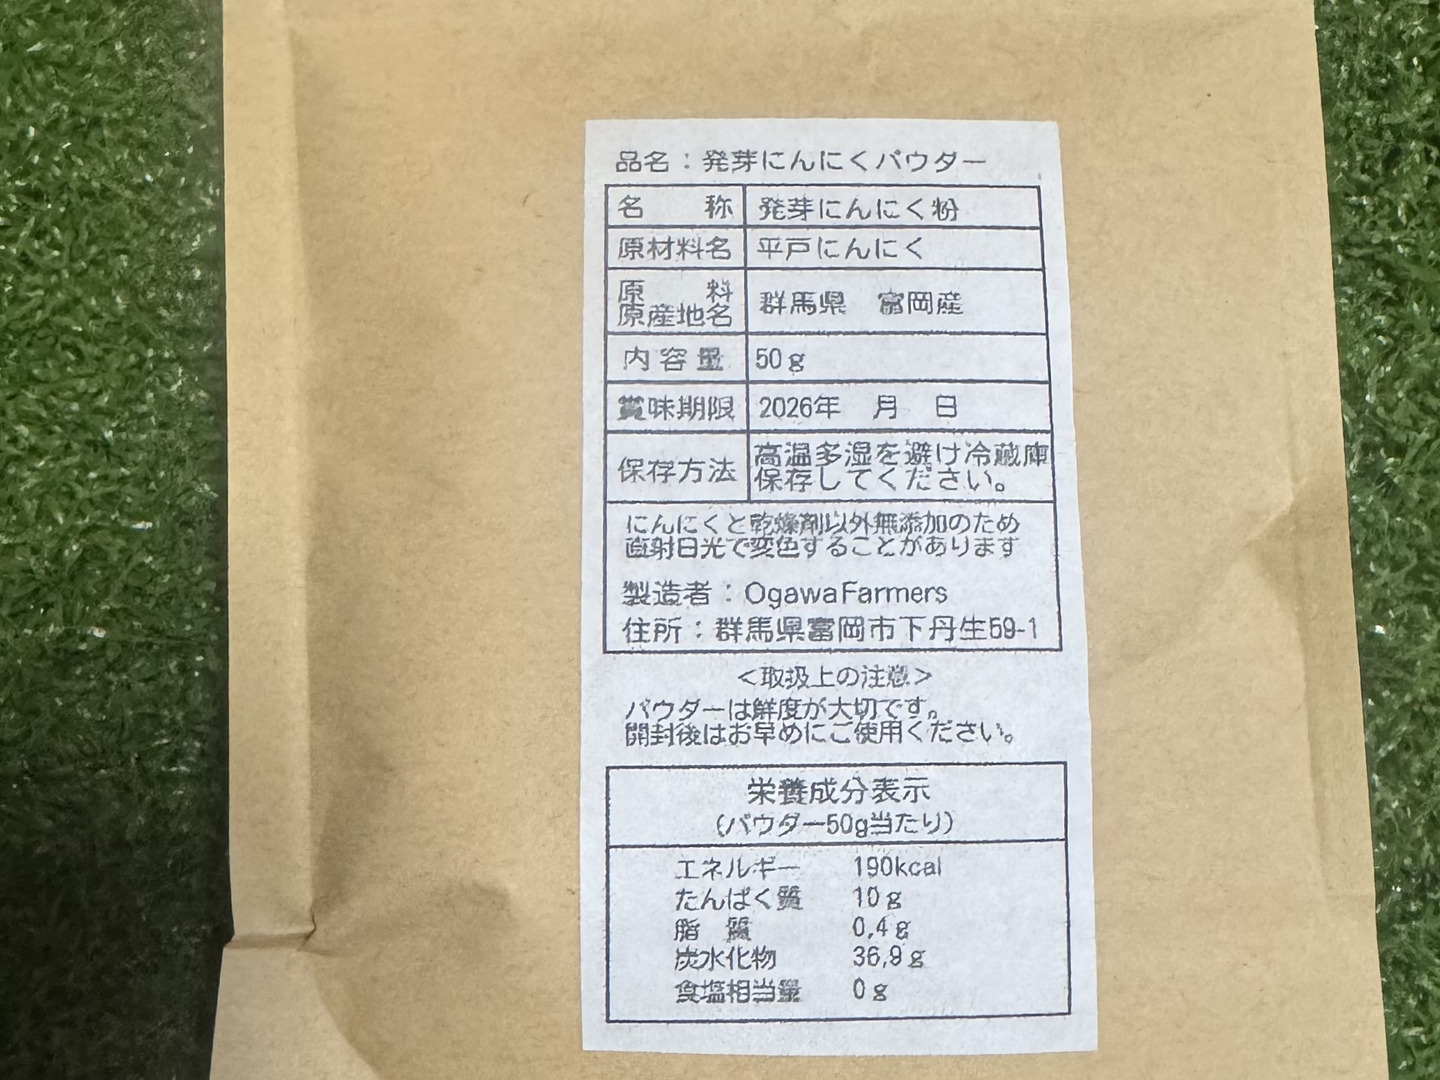 品名：発芽にんにくパウダー
名　称 発芽にんにく粉
原材料名 平戸にんにく
原　料
原産地名 群馬県　富岡産
内容量 50g
賞味期限 2026年　月　日
保存方法 高温多湿を避け冷蔵庫
保存してください。
にんにくと乾燥剤以外無添加のため
直射日光で変色することがあります
製造者：OgawaFarmers
住所：群馬県富岡市下丹生59-1
＜取扱上の注意＞
パウダーは鮮度が大切です。
開封後はお早めにご使用ください。
栄養成分表示
（パウダー50g当たり）
エネルギー 190kcal
たんぱく質 10g
脂　質 0,4g
炭水化物 36,9g
食塩相当量 0g